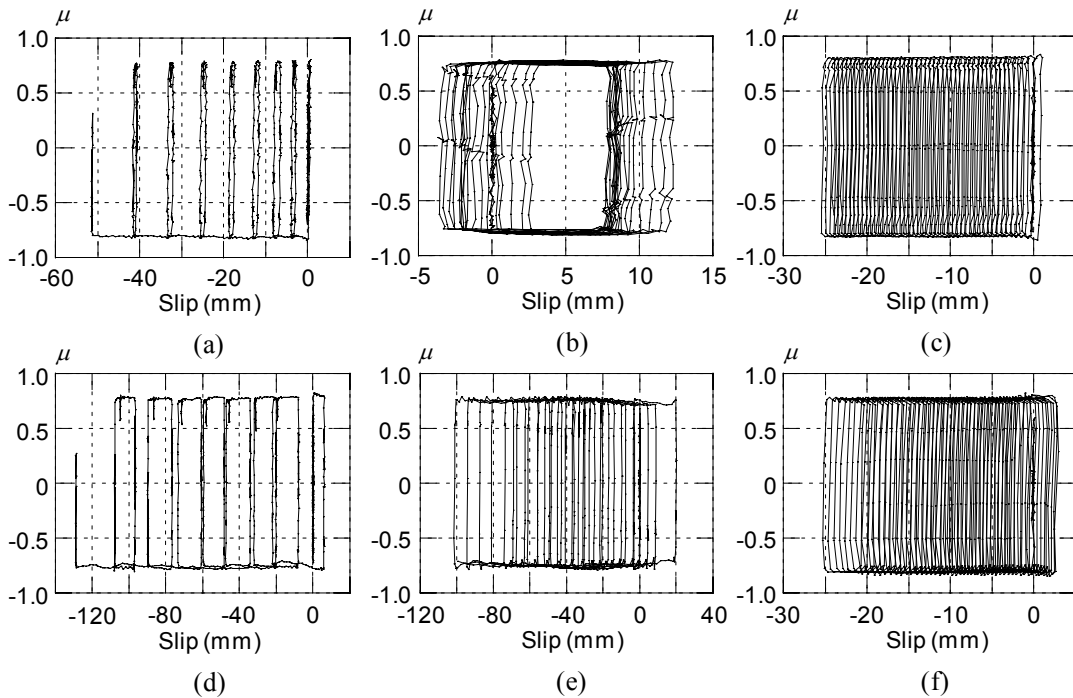 μ μ μ
1.0 1.0 1.0
0.5 0.5 0.5
0 0 0
-0.5 -0.5 -0.5
-1.0 -1.0 -1.0
-60 -40 -20 0 -5 0 5 10 15 -30 -20 -10 0
Slip (mm) Slip (mm) Slip (mm)
(a) (b) (c)
μ μ μ
1.0 1.0 1.0
0.5 0.5 0.5
0 0 0
-0.5 -0.5 -0.5
-1.0 -1.0 -1.0
-120 -80 -40 0 -120 -80 -40 0 40 -30 -20 -10 0
Slip (mm) Slip (mm) Slip (mm)
(d) (e) (f)